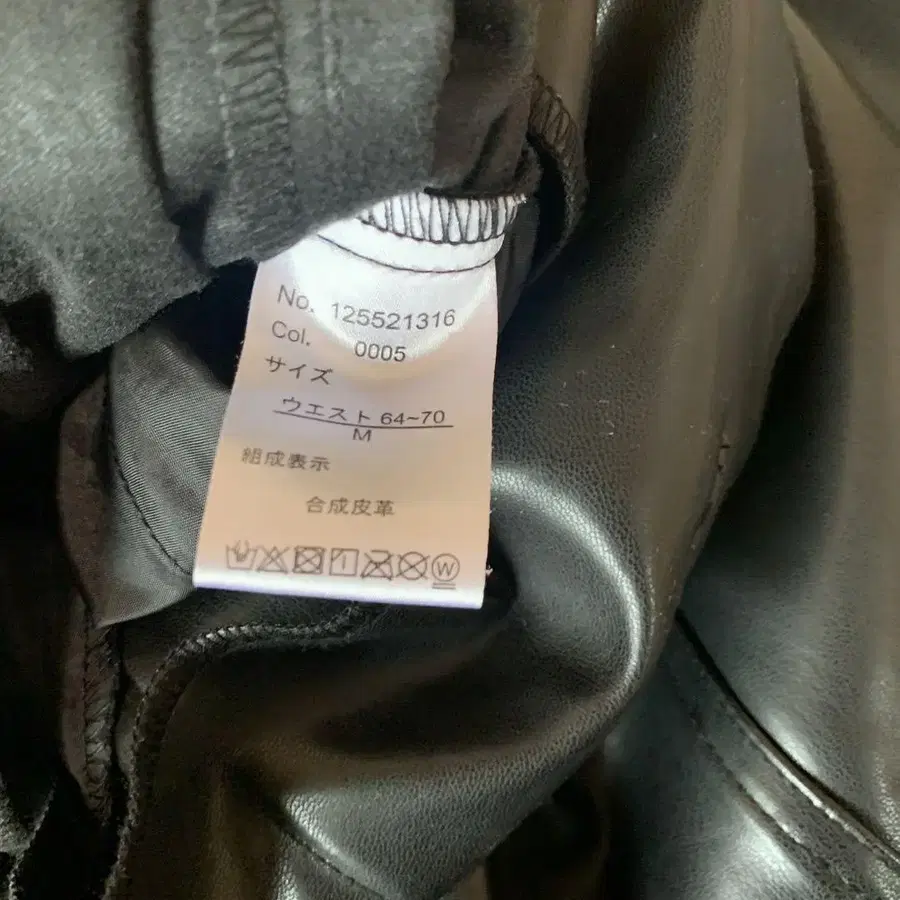 No. 125521316
Col. 0005
サイズ
ウエスト 64~70
M
組成表示
合成皮革
W